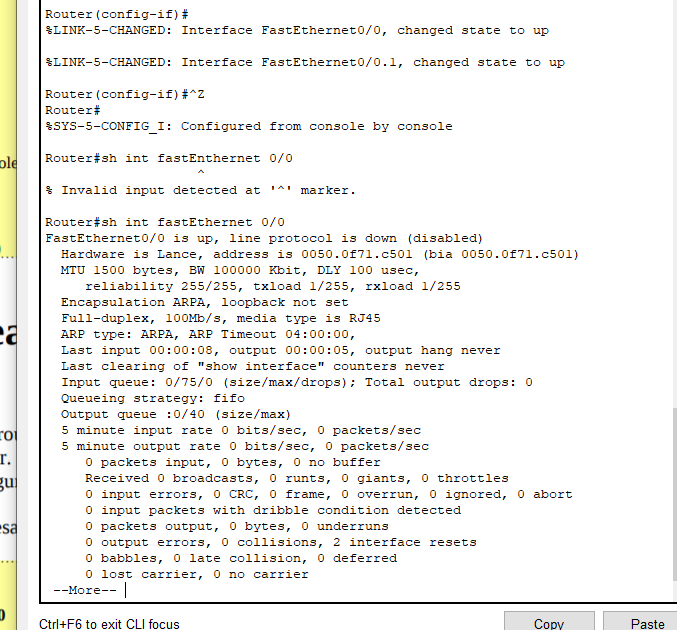 Router(config-if)#
%LINK-5-CHANGED: Interface FastEthernet0/0, changed state to up
%LINK-5-CHANGED: Interface FastEthernet0/0.1, changed state to up
Router(config-if)#^Z
Router#
%SYS-5-CONFIG_I: Configured from console by console
Router#sh int fastEnthernet 0/0
^
% Invalid input detected at '^' marker.
Router#sh int fastEthernet 0/0
FastEthernet0/0 is up, line protocol is down (disabled)
Hardware is Lance, address is 0050.0f71.c501 (bia 0050.0f71.c501)
MTU 1500 bytes, BW 100000 Kbit, DLY 100 usec,
reliability 255/255, txload 1/255, rxload 1/255
Encapsulation ARPA, loopback not set
Full-duplex, 100Mb/s, media type is RJ45
ARP type: ARPA, ARP Timeout 04:00:00,
Last input 00:00:08, output 00:00:05, output hang never
Last clearing of "show interface" counters never
Input queue: 0/75/0 (size/max/drops); Total output drops: 0
Queueing strategy: fifo
Output queue :0/40 (size/max)
5 minute input rate 0 bits/sec, 0 packets/sec
5 minute output rate 0 bits/sec, 0 packets/sec
0 packets input, 0 bytes, 0 no buffer
Received 0 broadcasts, 0 runts, 0 giants, 0 throttles
0 input errors, 0 CRC, 0 frame, 0 overrun, 0 ignored, 0 abort
0 input packets with dribble condition detected
0 packets output, 0 bytes, 0 underruns
0 output errors, 0 collisions, 2 interface resets
0 babbles, 0 late collision, 0 deferred
0 lost carrier, 0 no carrier
--More--
Ctrl+F6 to exit CLI focus
Copy
Paste